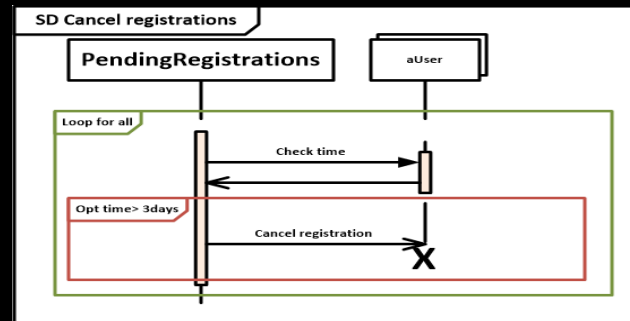 SD Cancel registrations
PendingRegistrations
aUser
Loop for all
Check time
Opt time> 3days
Cancel registration
X